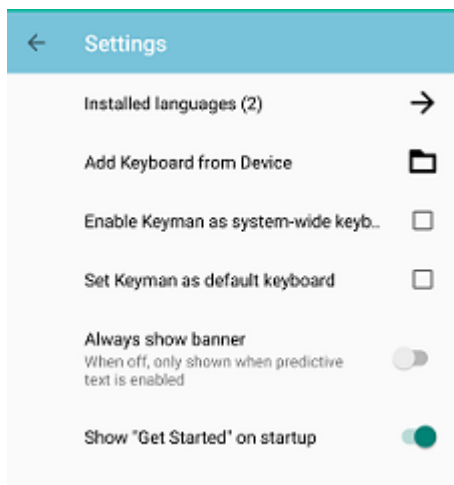 Settings
Installed languages (2)
Add Keyboard from Device
Enable Keyman as system-wide keyb..
Set Keyman as default keyboard
Always show banner
When off, only shown when predictive
text is enabled
Show "Get Started" on startup